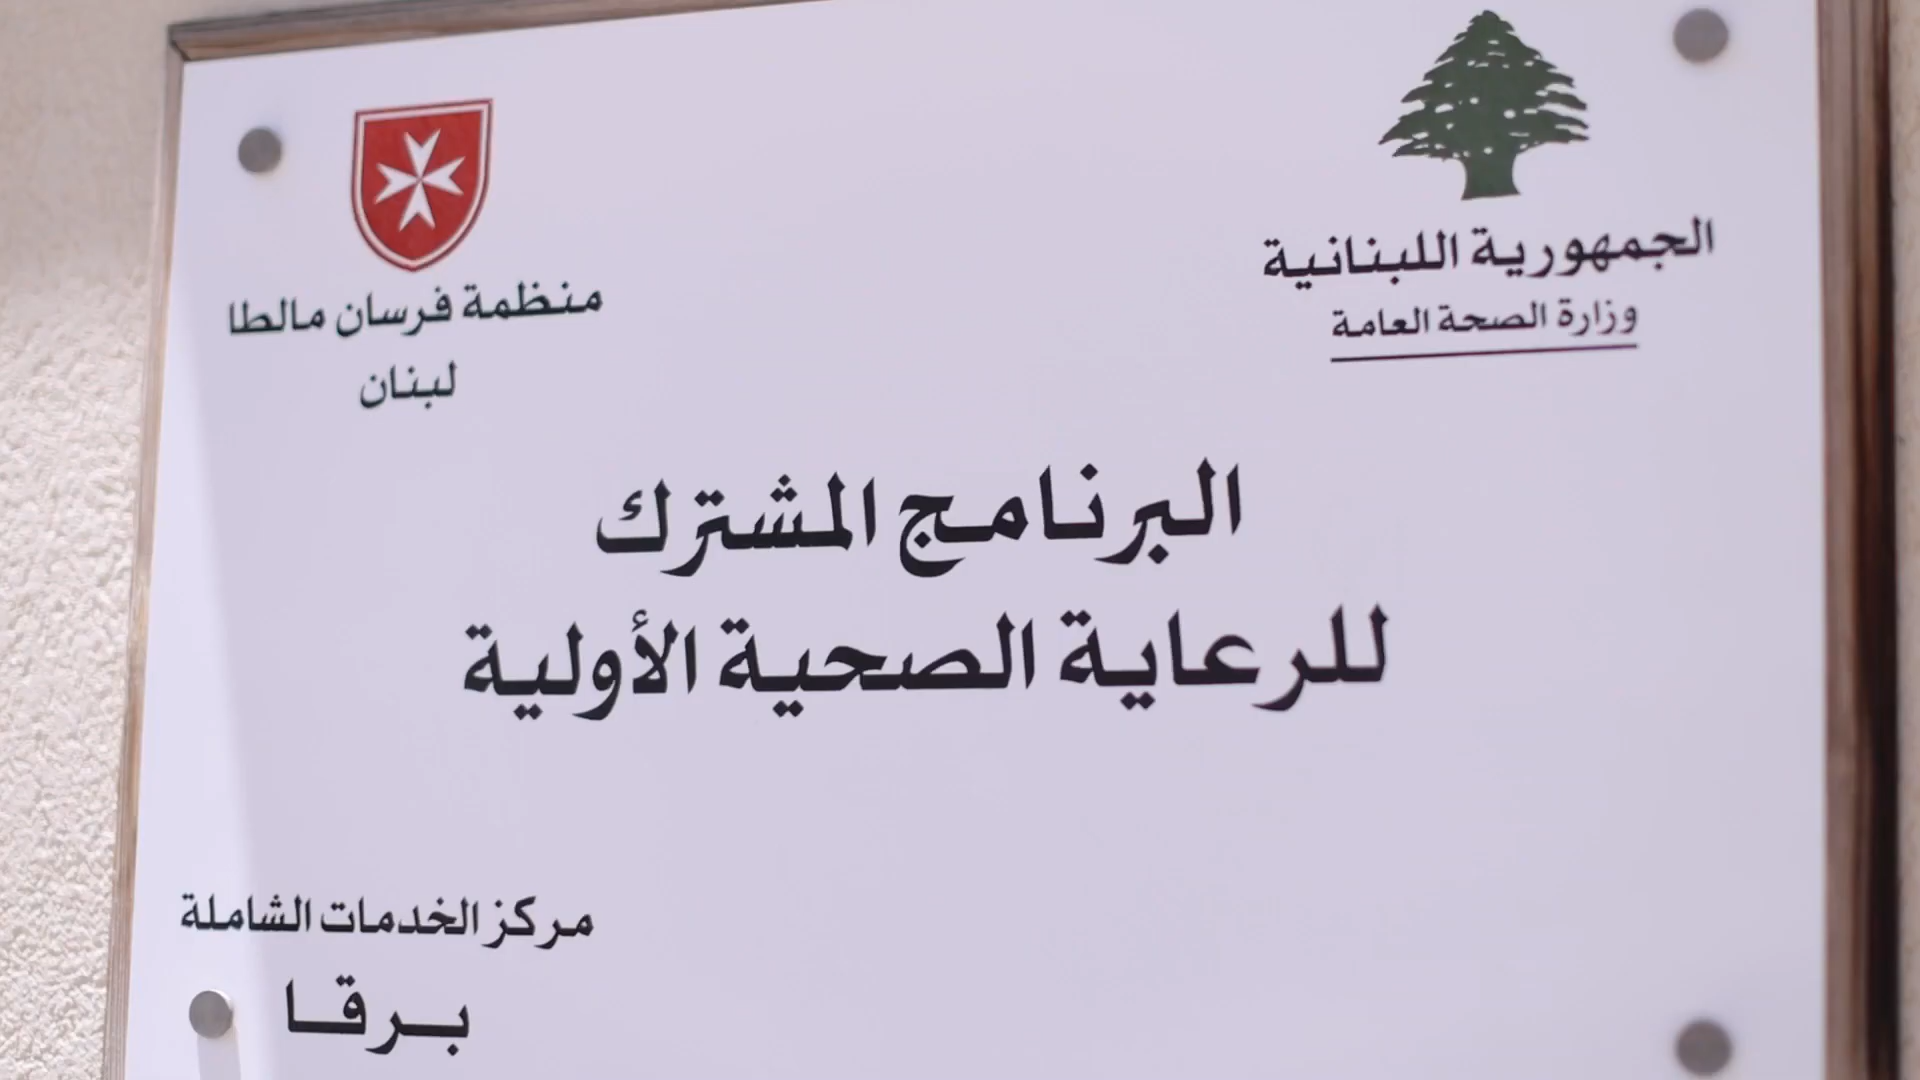 الجمهورية اللبنانية
وزارة الصحة العامة
منظمة فرسان مالطا
لبنان
البرنامج المشترك
للرعاية الصحية الأولية
مركز الخدمات الشاملة
برقا